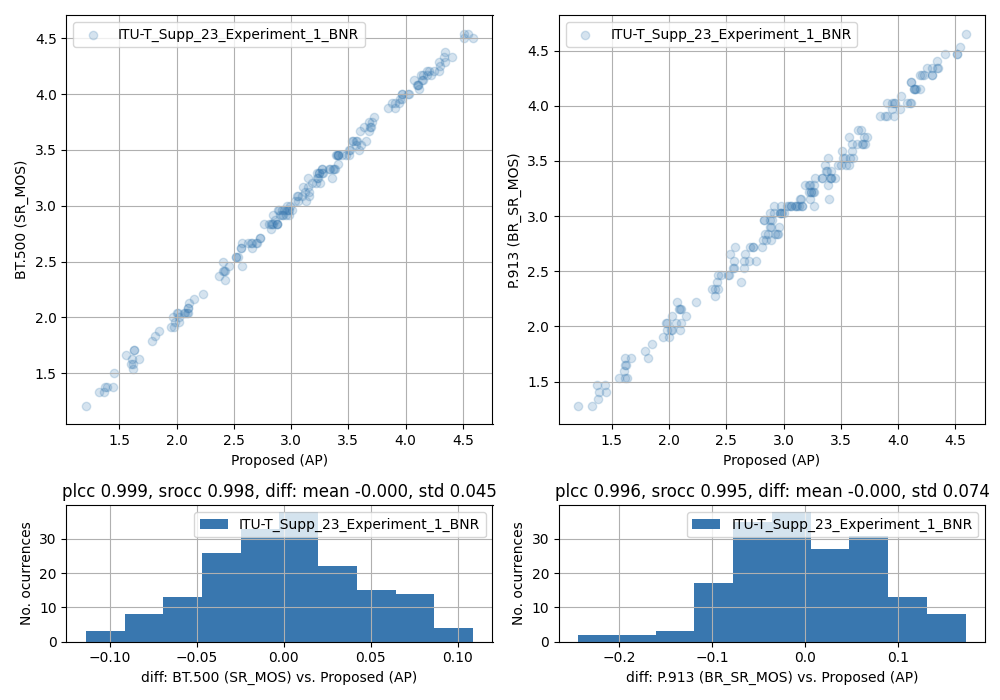 ITU-T_Supp_23_Experiment_1_BNR
4.5
4.0
3.5
3.0
2.5
2.0
1.5
BT.500 (SR_MOS)
1.5 2.0 2.5 3.0 3.5 4.0 4.5
Proposed (AP)
ITU-T_Supp_23_Experiment_1_BNR
4.5
4.0
3.5
3.0
2.5
2.0
1.5
P.913 (BR_SR_MOS)
1.5 2.0 2.5 3.0 3.5 4.0 4.5
Proposed (AP)
plcc 0.999, srocc 0.998, diff: mean -0.000, std 0.045
ITU-T_Supp_23_Experiment_1_BNR
30
20
10
0
No. ocurrences
−0.10 −0.05 0.00 0.05 0.10
diff: BT.500 (SR_MOS) vs. Proposed (AP)
plcc 0.996, srocc 0.995, diff: mean -0.000, std 0.074
ITU-T_Supp_23_Experiment_1_BNR
30
20
10
0
No. ocurrences
−0.2 −0.1 0.0 0.1
diff: P.913 (BR_SR_MOS) vs. Proposed (AP)